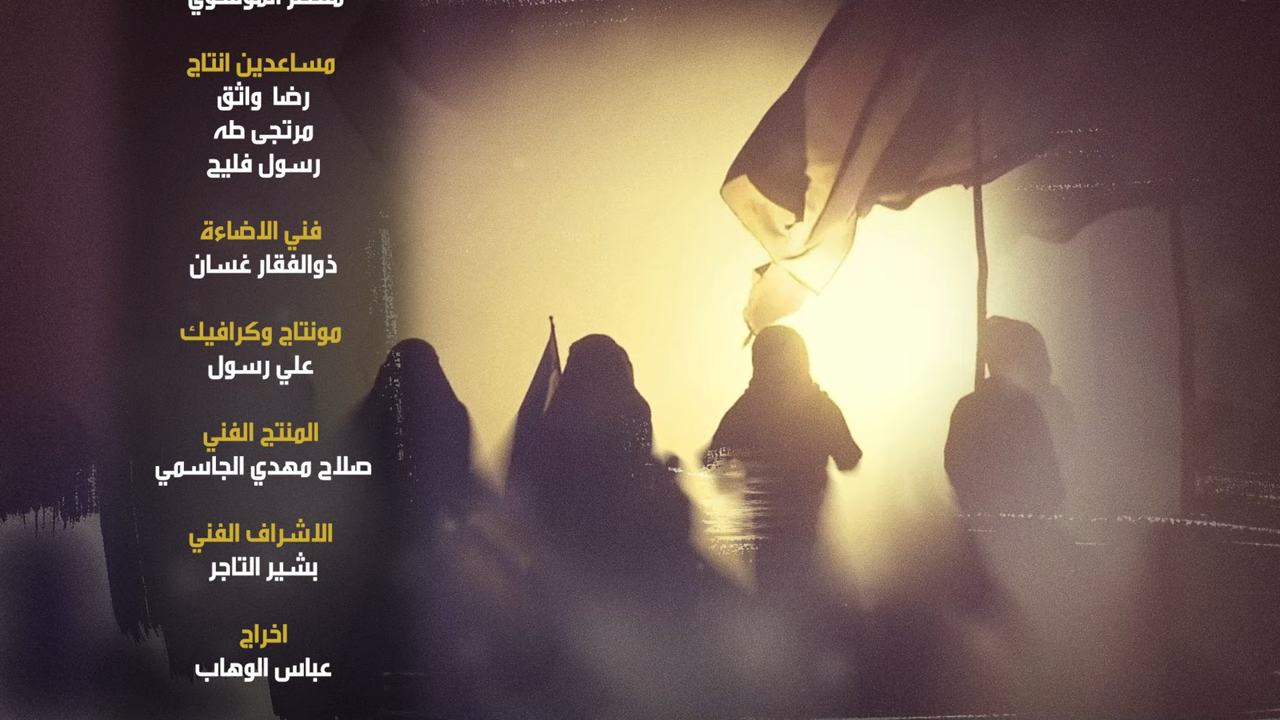 مساعدين انتاج
رضا واثق
مرتجى طه
رسول فليح
فني الاضاءة
ذوالفقار غسان
مونتاج وكرافيك
علي رسول
المنتج الفني
صلاح مهدي الجاسمي
الاشراف الفني
بشير التاجر
اخراج
عباس الوهاب